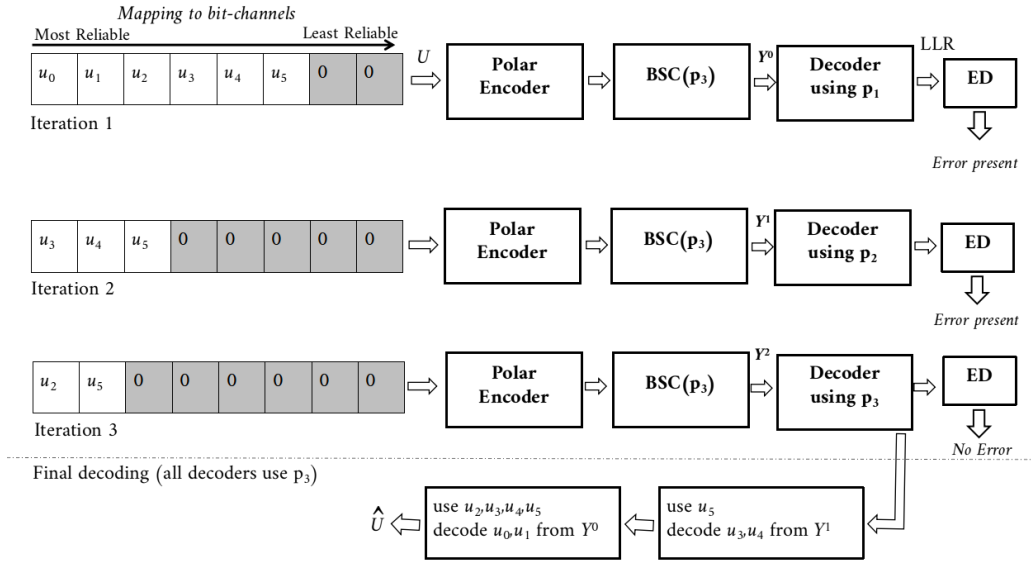 Mapping to bit-channels
Most Reliable Least Reliable
u₀ u₁ u₂ u₃ u₄ u₅ 0 0
U
Polar
Encoder
BSC(p₃)
Y⁰
Decoder
using p₁
LLR
ED
Iteration 1
Error present
u₃ u₄ u₅ 0 0 0 0 0
Polar
Encoder
BSC(p₃)
Y¹
Decoder
using p₂
ED
Iteration 2
Error present
u₂ u₅ 0 0 0 0 0 0
Polar
Encoder
BSC(p₃)
Y²
Decoder
using p₃
ED
Iteration 3
No Error
Final decoding (all decoders use p₃)
Û
use u₂,u₃,u₄,u₅
decode u₀,u₁ from Y⁰
use u₅
decode u₃,u₄ from Y¹